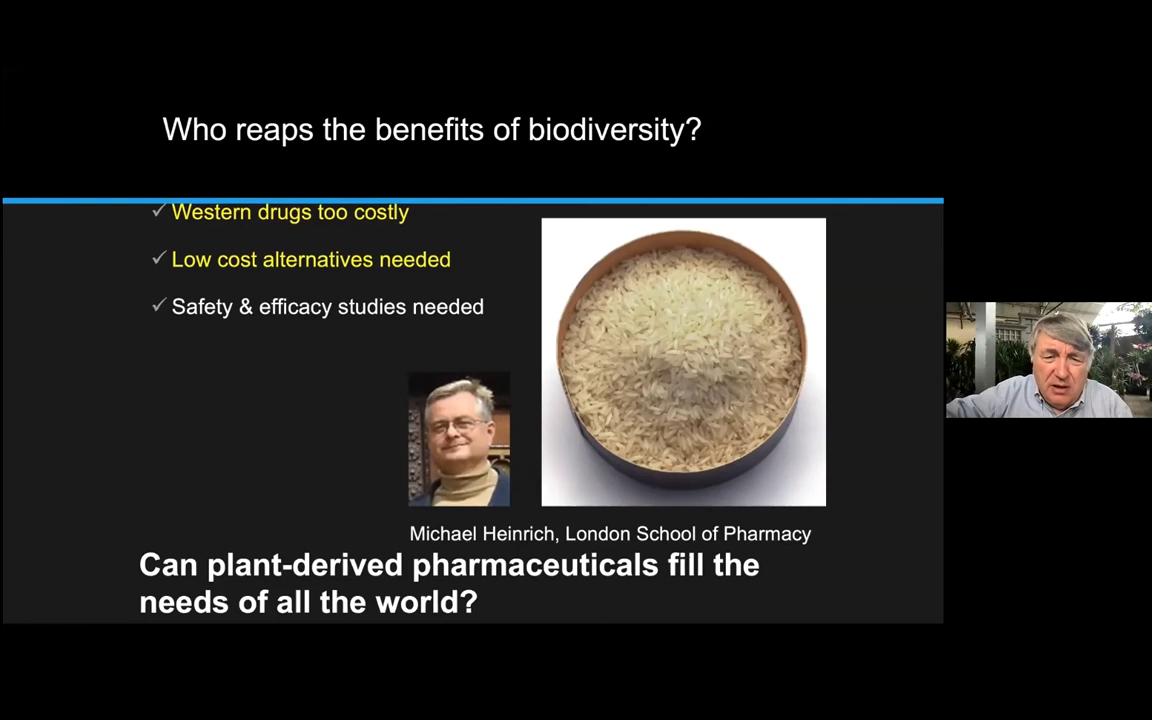 Who reaps the benefits of biodiversity?
✓ Western drugs too costly
✓ Low cost alternatives needed
✓ Safety & efficacy studies needed
Michael Heinrich, London School of Pharmacy
Can plant-derived pharmaceuticals fill the
needs of all the world?